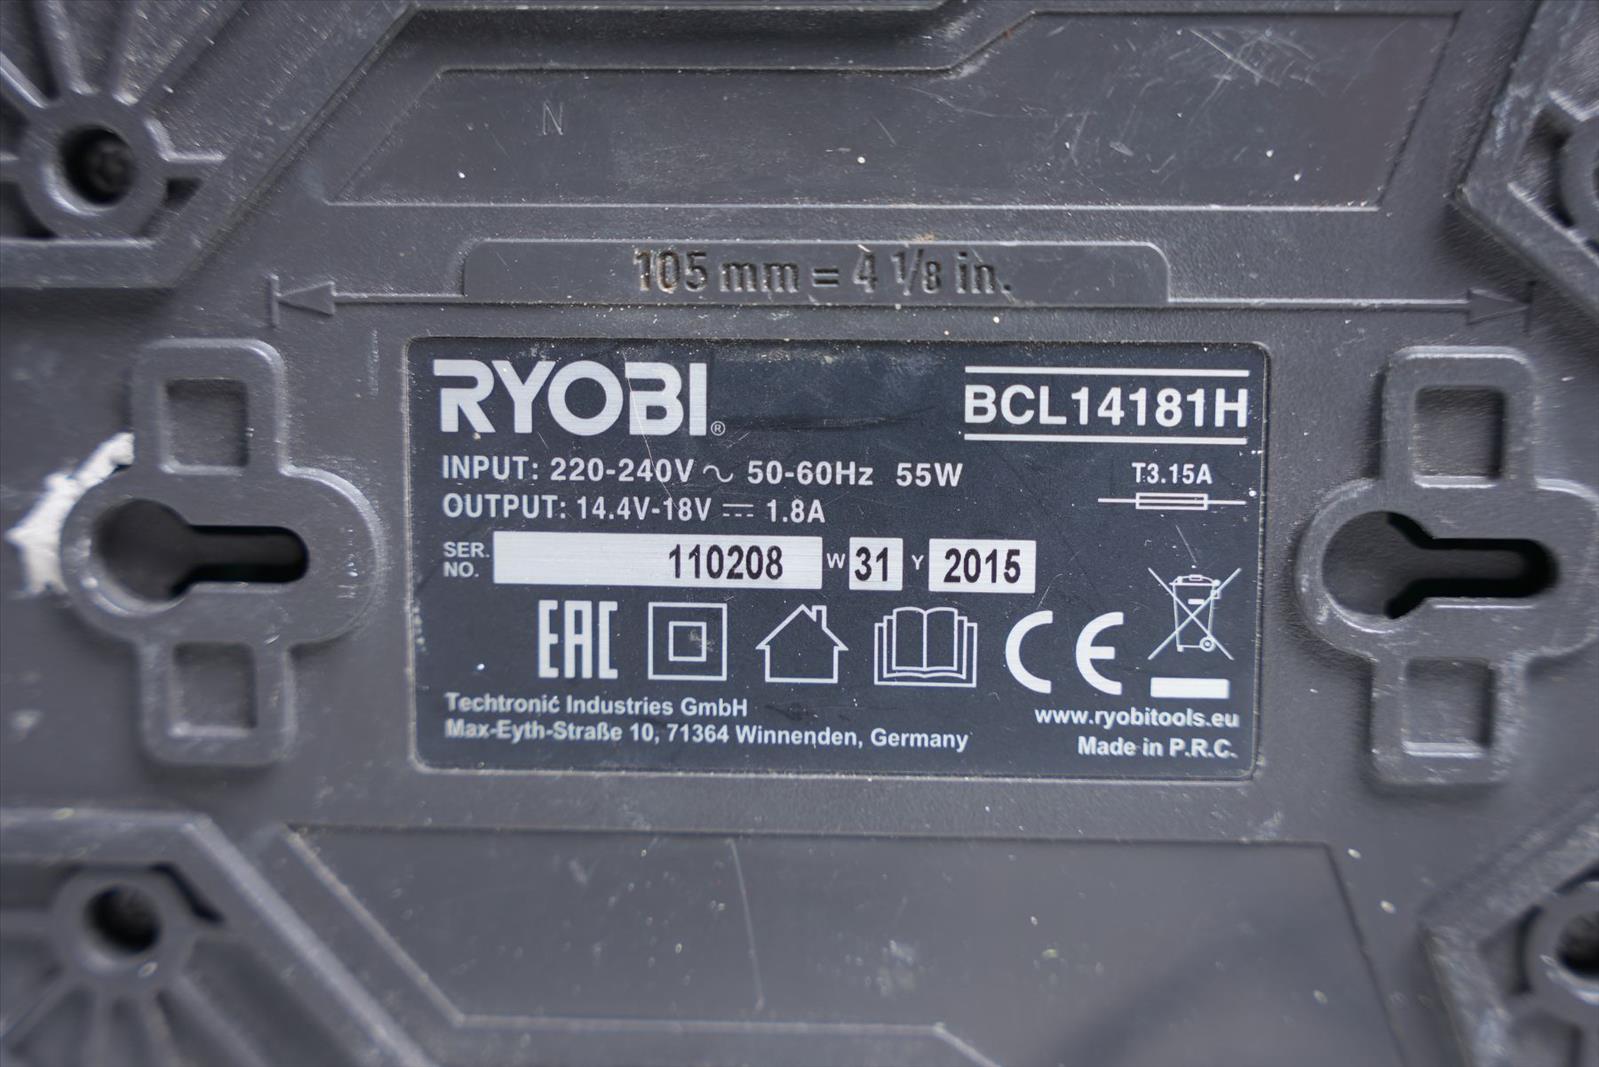 N
105 mm = 4 1/8 in.
RYOBI®
BCL14181H
INPUT: 220-240V ~ 50-60Hz 55W
T3.15A
OUTPUT: 14.4V-18V ⎓ 1.8A
SER. NO. 110208 W 31 Y 2015
EAC
CE
Techtronic Industries GmbH
www.ryobitools.eu
Max-Eyth-Straße 10, 71364 Winnenden, Germany
Made in P.R.C.